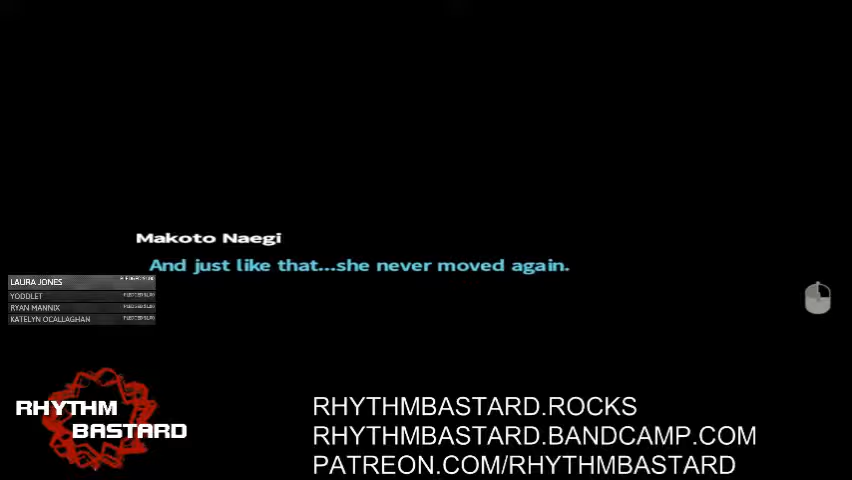 Makoto Naegi
And just like that...she never moved again.
LAURA JONES
YODDLET
RYAN MANNIX
KATELYN OCALLAGHAN
RHYTHM
BASTARD
RHYTHMBASTARD.ROCKS
RHYTHMBASTARD.BANDCAMP.COM
PATREON.COM/RHYTHMBASTARD